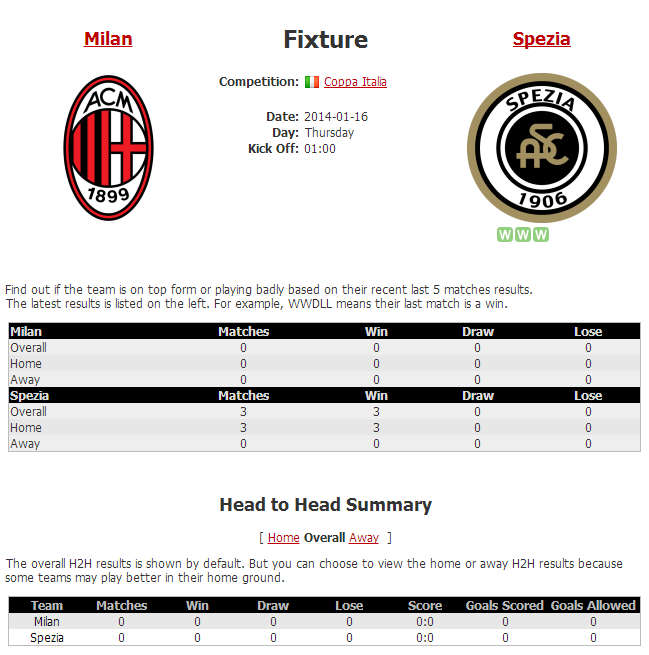 Milan
Fixture
Spezia
Competition: Coppa Italia
ACM
1899
Date: 2014-01-16
Day: Thursday
Kick Off: 01:00
SPEZIA
ASC
1906
W W W
Find out if the team is on top form or playing badly based on their recent last 5 matches results.
The latest results is listed on the left. For example, WWDLL means their last match is a win.
Milan Matches Win Draw Lose
Overall 0 0 0 0
Home 0 0 0 0
Away 0 0 0 0
Spezia Matches Win Draw Lose
Overall 3 3 0 0
Home 3 3 0 0
Away 0 0 0 0
Head to Head Summary
[ Home Overall Away ]
The overall H2H results is shown by default. But you can choose to view the home or away H2H results because
some teams may play better in their home ground.
Team Matches Win Draw Lose Score Goals Scored Goals Allowed
Milan 0 0 0 0 0:0 0 0
Spezia 0 0 0 0 0:0 0 0